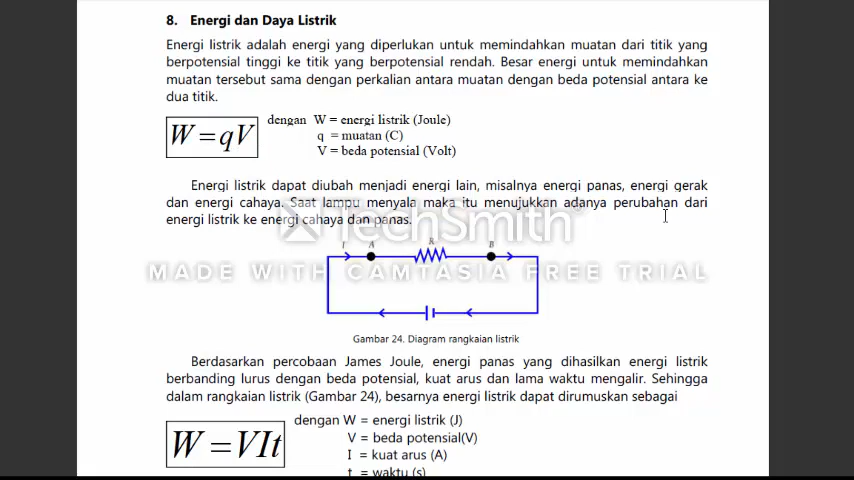 8. Energi dan Daya Listrik
Energi listrik adalah energi yang diperlukan untuk memindahkan muatan dari titik yang
berpotensial tinggi ke titik yang berpotensial rendah. Besar energi untuk memindahkan
muatan tersebut sama dengan perkalian antara muatan dengan beda potensial antara ke
dua titik.
W = qV
dengan W = energi listrik (Joule)
q = muatan (C)
V = beda potensial (Volt)
Energi listrik dapat diubah menjadi energi lain, misalnya energi panas, energi gerak
dan energi cahaya. Saat lampu menyala maka itu menujukkan adanya perubahan dari
energi listrik ke energi cahaya dan panas.
TechSmith
I A R B
MADE WITH CAMTASIA FREE TRIAL
Gambar 24. Diagram rangkaian listrik
Berdasarkan percobaan James Joule, energi panas yang dihasilkan energi listrik
berbanding lurus dengan beda potensial, kuat arus dan lama waktu mengalir. Sehingga
dalam rangkaian listrik (Gambar 24), besarnya energi listrik dapat dirumuskan sebagai
W = VIt
dengan W = energi listrik (J)
V = beda potensial(V)
I = kuat arus (A)
t = waktu (s)